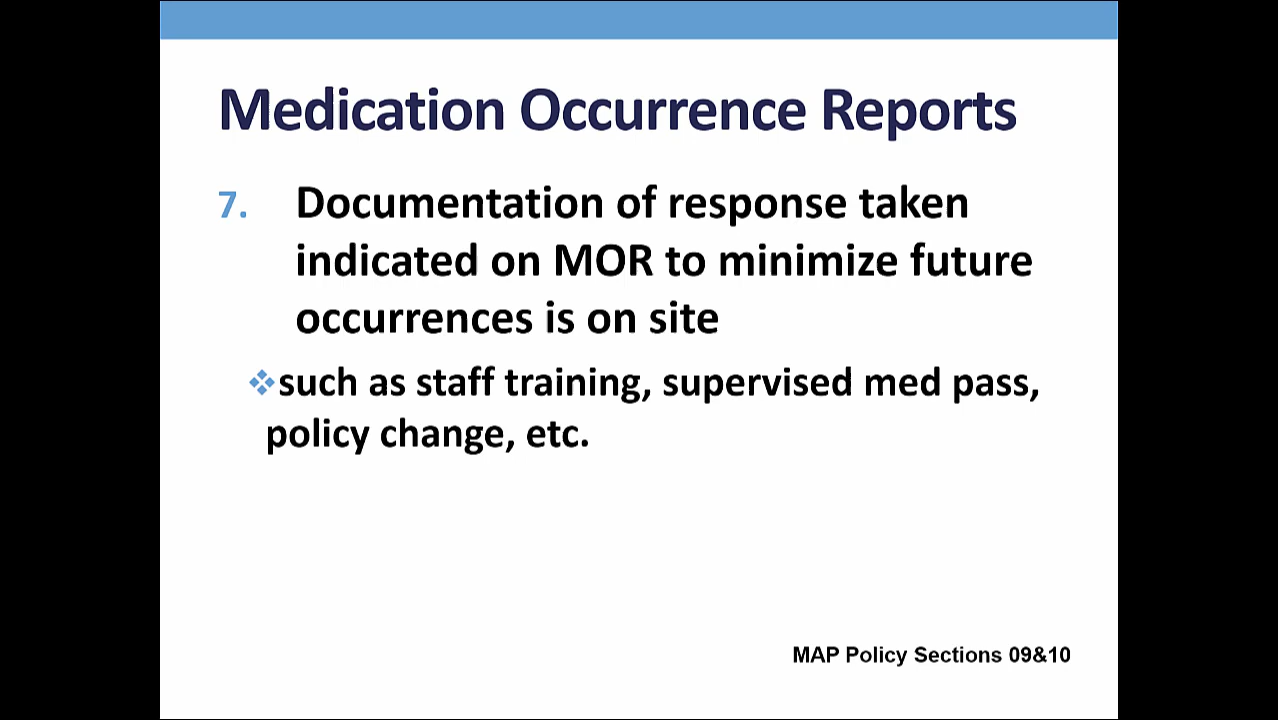 Medication Occurrence Reports
7. Documentation of response taken
indicated on MOR to minimize future
occurrences is on site
❖such as staff training, supervised med pass,
policy change, etc.
MAP Policy Sections 09&10